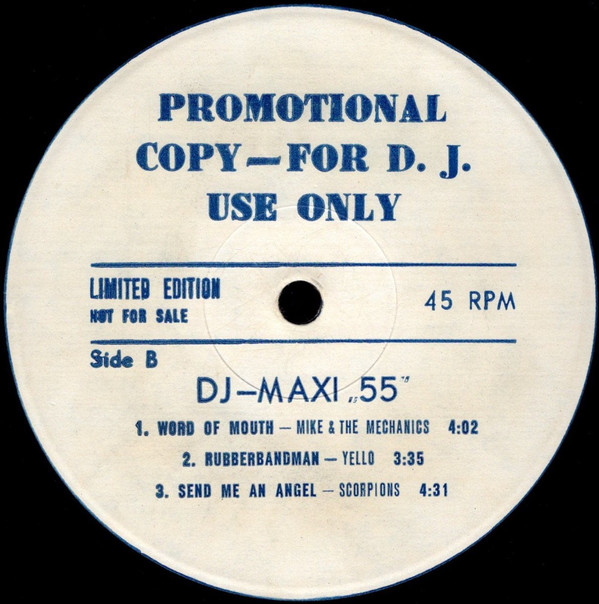 PROMOTIONAL
COPY—FOR D. J.
USE ONLY
LIMITED EDITION
NOT FOR SALE
45 RPM
Side B
DJ—MAXI „55"
1. WORD OF MOUTH — MIKE & THE MECHANICS 4:02
2. RUBBERBANDMAN — YELLO 3:35
3. SEND ME AN ANGEL — SCORPIONS 4:31